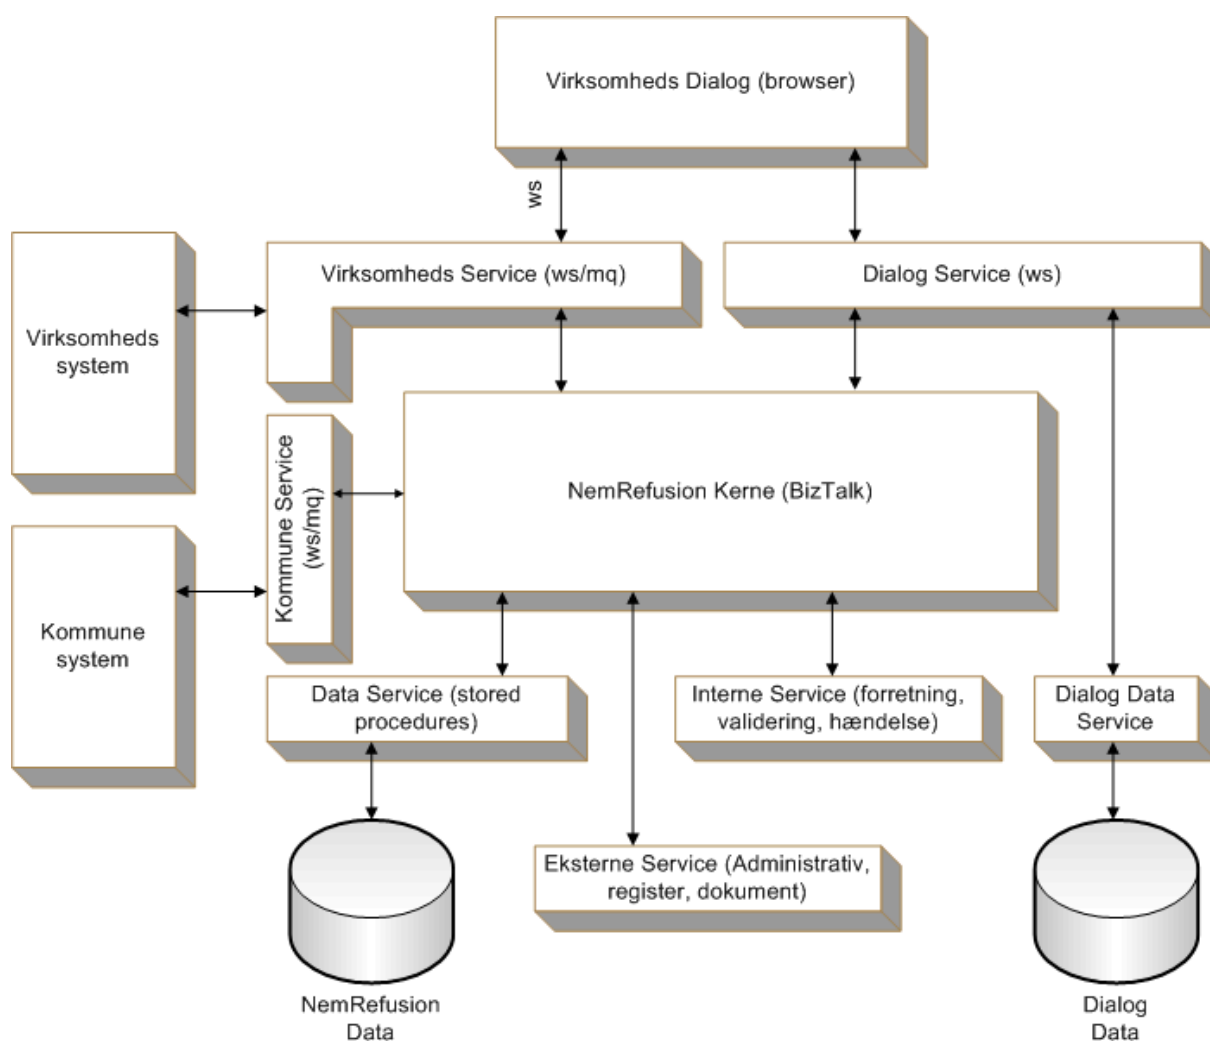 Virksomheds Dialog (browser)
ws
Virksomheds Service (ws/mq)
Dialog Service (ws)
Virksomheds
system
Kommune Service
(ws/mq)
NemRefusion Kerne (BizTalk)
Kommune
system
Data Service (stored
procedures)
Interne Service (forretning,
validering, hændelse)
Dialog Data
Service
Eksterne Service (Administrativ,
register, dokument)
NemRefusion
Data
Dialog
Data